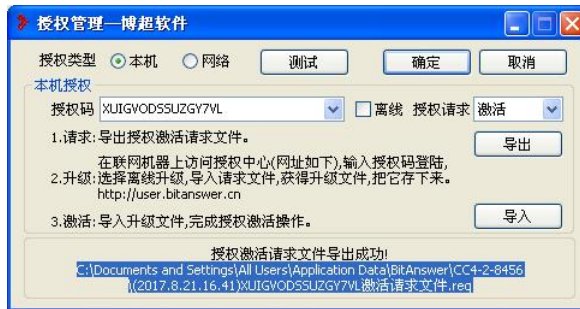 授权管理—博超软件
授权类型 本机 网络 测试 确定 取消
本机授权
授权码 XUIGVODSSUZGY7VL 离线 授权请求 激活
1.请求:导出授权激活请求文件。 导出
在联网机器上访问授权中心(网址如下),输入授权码登陆,
2.升级:选择离线升级,导入请求文件,获得升级文件,把它存下来。
http://user.bitanswer.cn
3.激活:导入升级文件,完成授权激活操作。 导入
授权激活请求文件导出成功!
C:\Documents and Settings\All Users\Application Data\BitAnswer\CC4-2-8456
\(2017.8.21.16.41)XUIGVODSSUZGY7VL激活请求文件.req